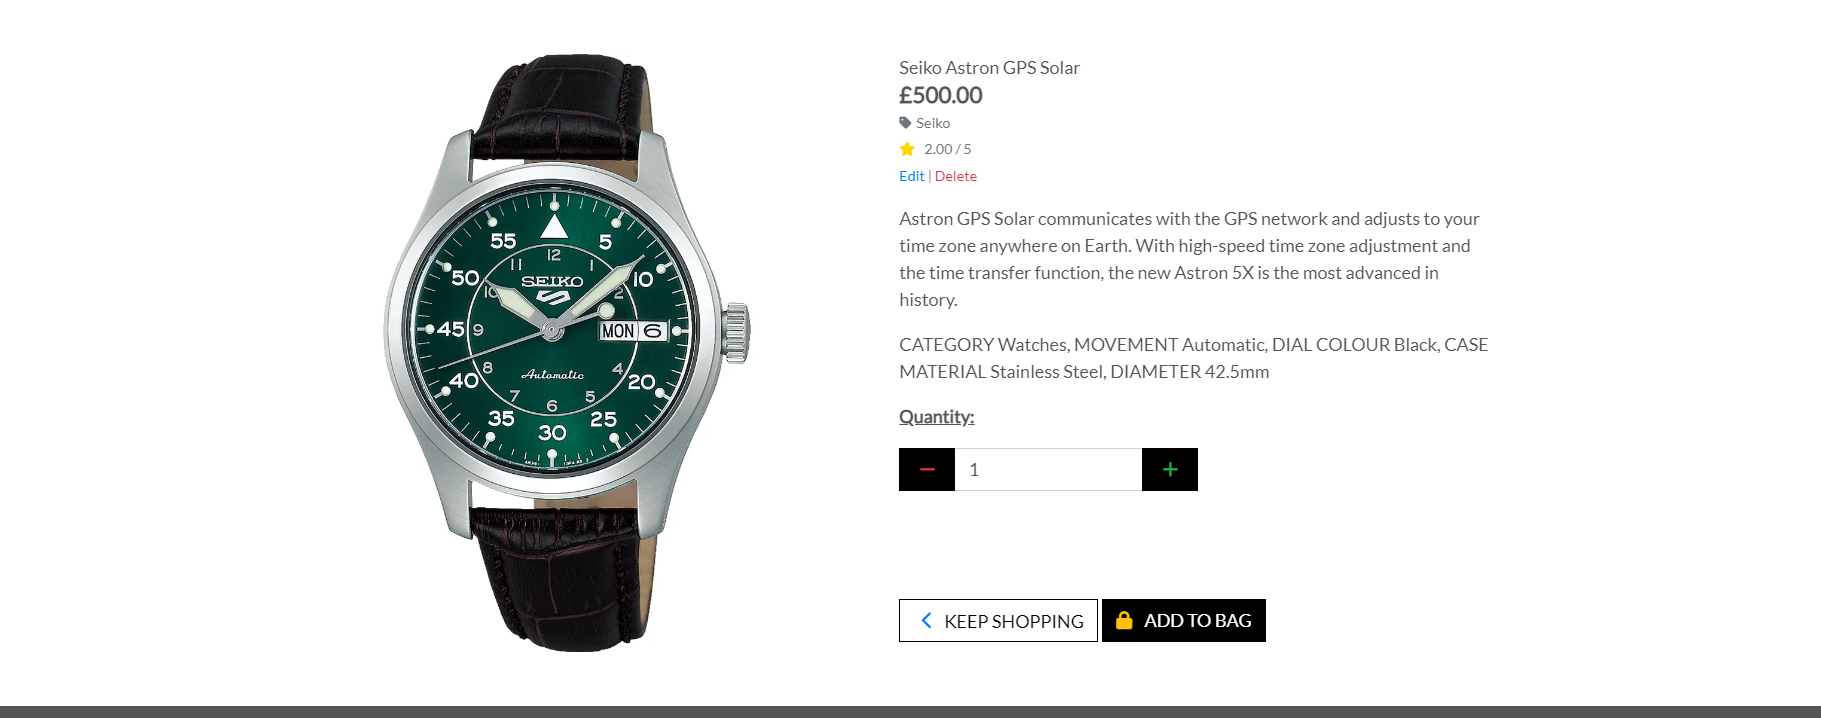 Seiko Astron GPS Solar
£500.00
Seiko
2.00 / 5
Edit | Delete
Astron GPS Solar communicates with the GPS network and adjusts to your
time zone anywhere on Earth. With high-speed time zone adjustment and
the time transfer function, the new Astron 5X is the most advanced in
history.
CATEGORY Watches, MOVEMENT Automatic, DIAL COLOUR Black, CASE
MATERIAL Stainless Steel, DIAMETER 42.5mm
Quantity:
1
KEEP SHOPPING
ADD TO BAG
55 5
12
11 1
50 SEIKO 10
10 2
45 9 MON 6
8 Automatic 4
40 20
7 5
6
35 25
30